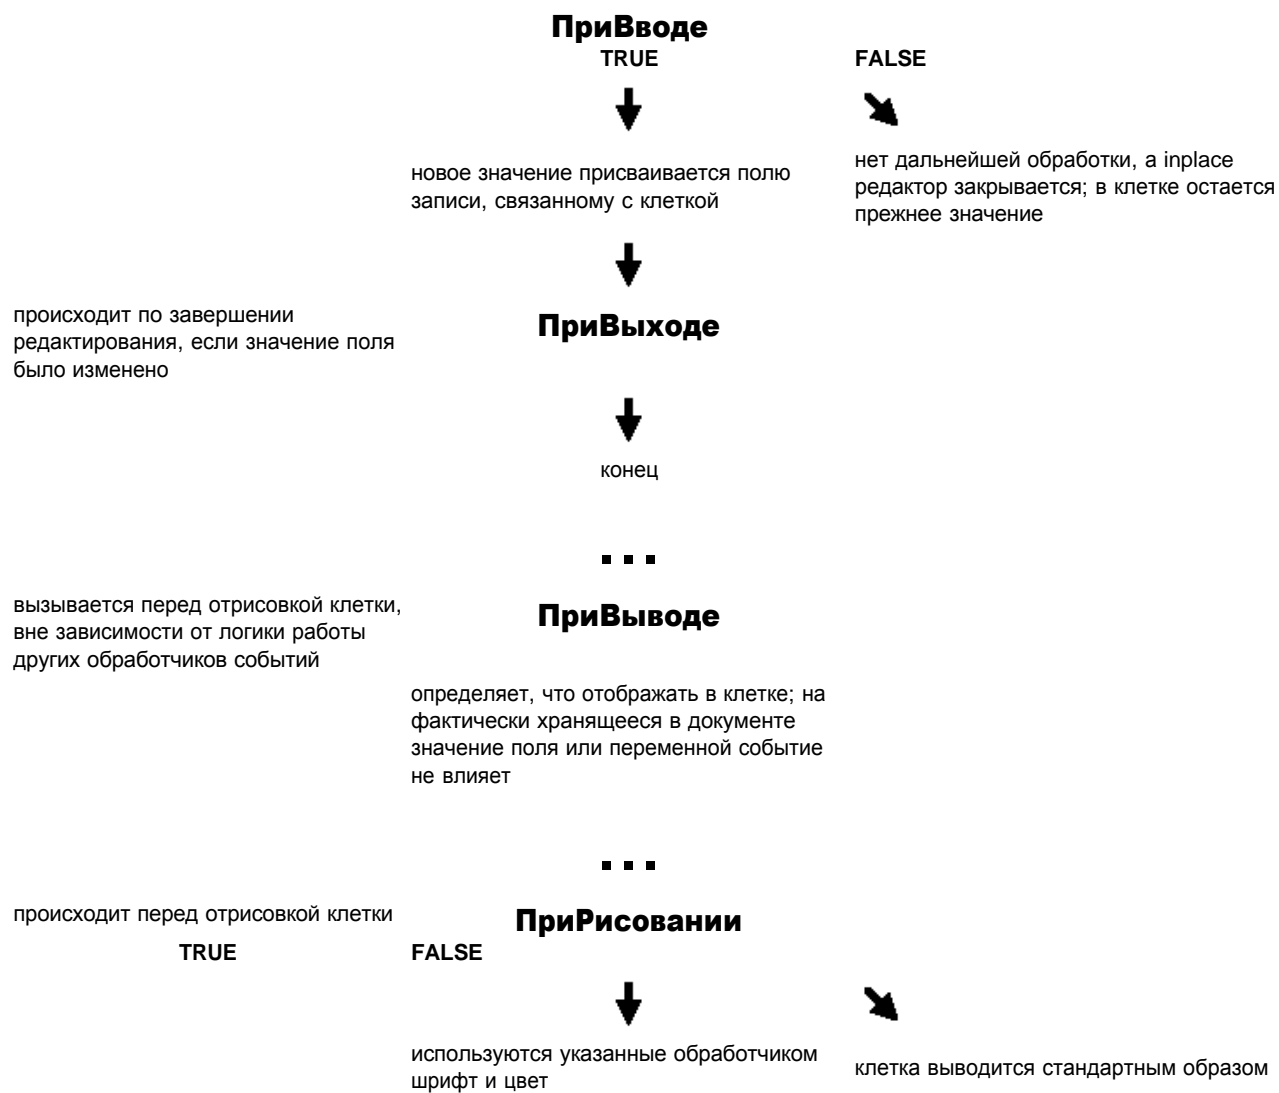 ПриВводе
TRUE
FALSE
новое значение присваивается полю
записи, связанному с клеткой
нет дальнейшей обработки, а inplace
редактор закрывается; в клетке остается
прежнее значение
происходит по завершении
редактирования, если значение поля
было изменено
ПриВыходе
конец
...
вызывается перед отрисовкой клетки,
вне зависимости от логики работы
других обработчиков событий
ПриВыводе
определяет, что отображать в клетке; на
фактически хранящееся в документе
значение поля или переменной событие
не влияет
...
происходит перед отрисовкой клетки
ПриРисовании
TRUE
FALSE
используются указанные обработчиком
шрифт и цвет
клетка выводится стандартным образом